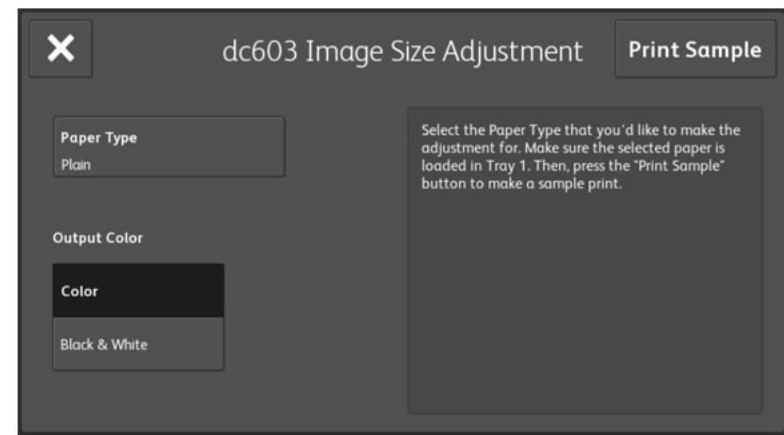 dc603 Image Size Adjustment
Print Sample
Paper Type
Plain
Output Color
Color
Black & White
Select the Paper Type that you'd like to make the
adjustment for. Make sure the selected paper is
loaded in Tray 1. Then, press the "Print Sample"
button to make a sample print.